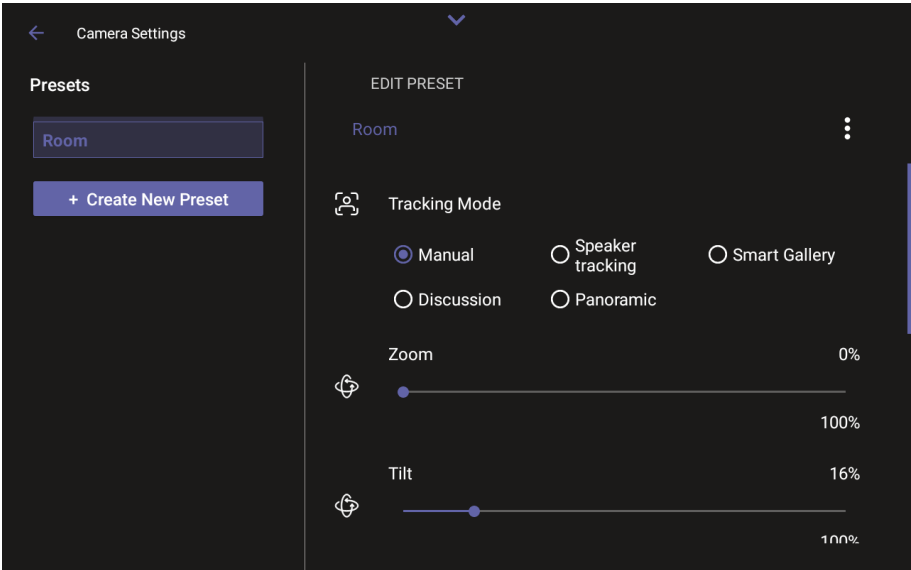 Camera Settings
Presets
Room
+ Create New Preset
EDIT PRESET
Room
Tracking Mode
Manual
Speaker
tracking
Smart Gallery
Discussion
Panoramic
Zoom
0%
100%
Tilt
16%
100%